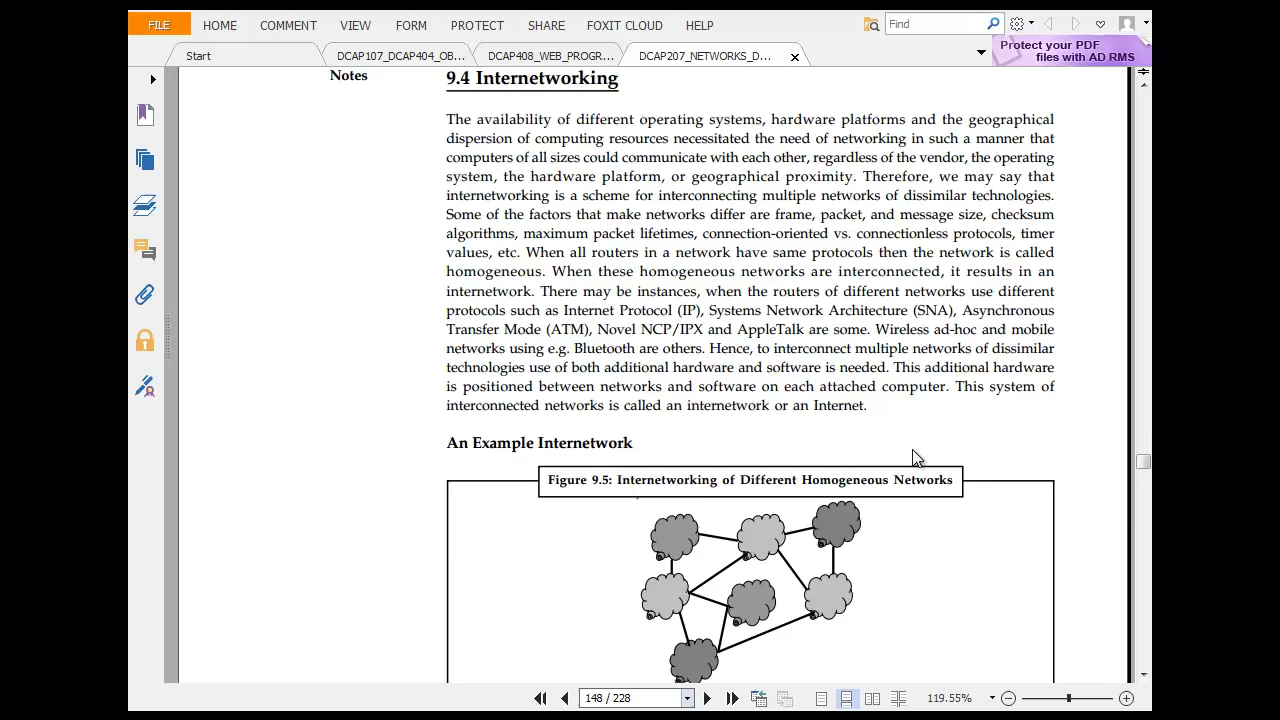 FILE HOME COMMENT VIEW FORM PROTECT SHARE FOXIT CLOUD HELP Find
Start DCAP107_DCAP404_OB... DCAP408_WEB_PROGR... DCAP207_NETWORKS_D...
Protect your PDF
files with AD RMS
Notes
9.4 Internetworking
The availability of different operating systems, hardware platforms and the geographical
dispersion of computing resources necessitated the need of networking in such a manner that
computers of all sizes could communicate with each other, regardless of the vendor, the operating
system, the hardware platform, or geographical proximity. Therefore, we may say that
internetworking is a scheme for interconnecting multiple networks of dissimilar technologies.
Some of the factors that make networks differ are frame, packet, and message size, checksum
algorithms, maximum packet lifetimes, connection-oriented vs. connectionless protocols, timer
values, etc. When all routers in a network have same protocols then the network is called
homogeneous. When these homogeneous networks are interconnected, it results in an
internetwork. There may be instances, when the routers of different networks use different
protocols such as Internet Protocol (IP), Systems Network Architecture (SNA), Asynchronous
Transfer Mode (ATM), Novel NCP/IPX and AppleTalk are some. Wireless ad-hoc and mobile
networks using e.g. Bluetooth are others. Hence, to interconnect multiple networks of dissimilar
technologies use of both additional hardware and software is needed. This additional hardware
is positioned between networks and software on each attached computer. This system of
interconnected networks is called an internetwork or an Internet.
An Example Internetwork
Figure 9.5: Internetworking of Different Homogeneous Networks
148 / 228 119.55%